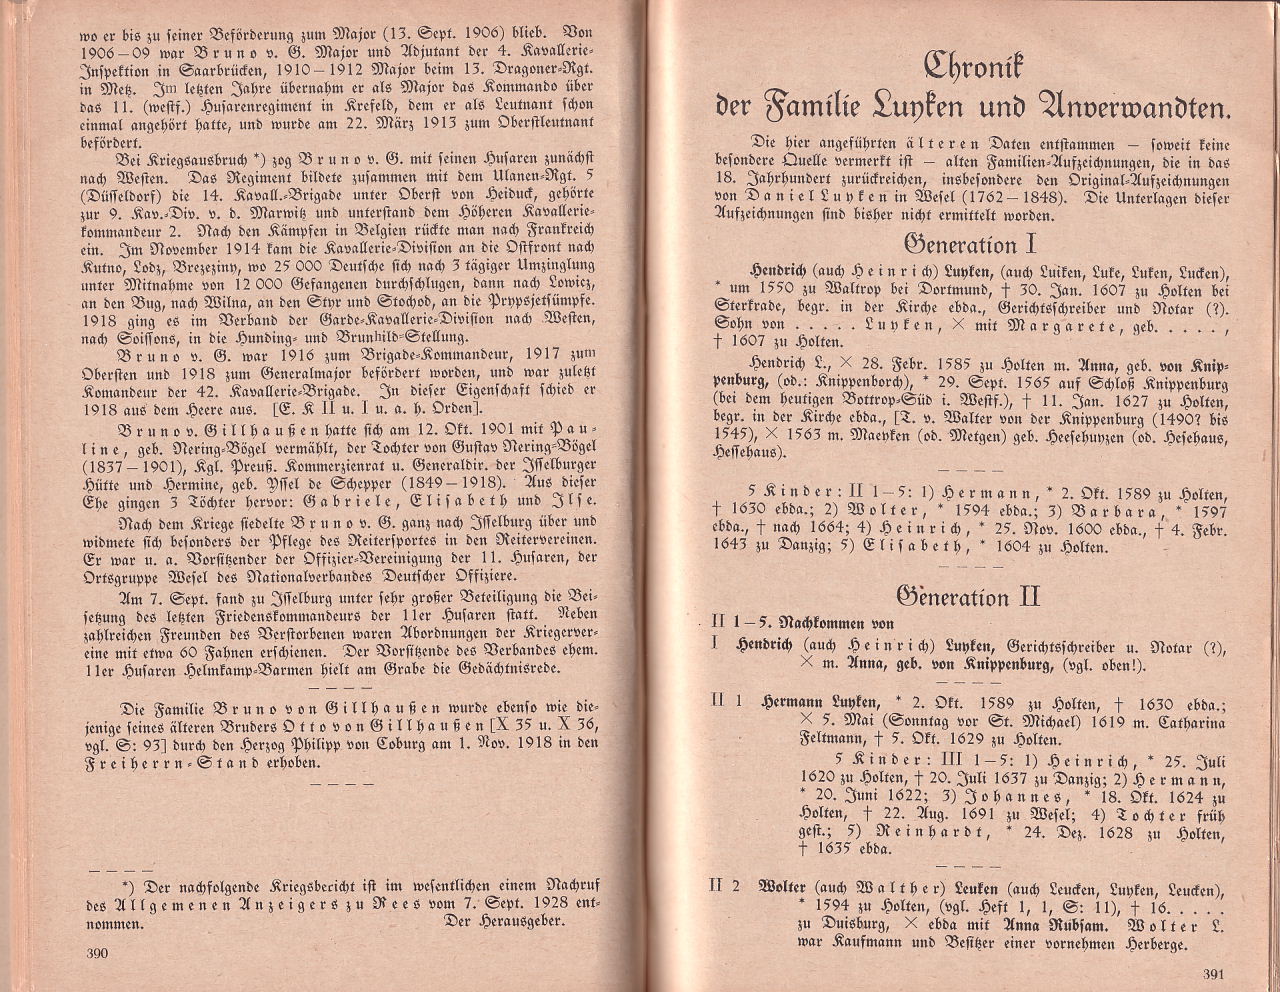 wo er bis zu seiner Beförderung zum Major (13. Sept. 1906) blieb. Von
1906–09 war Bruno v. G. Major und Adjutant der 4. Kavallerie-
Inspektion in Saarbrücken, 1910–1912 Major beim 13. Dragoner-Rgt.
in Metz. Im letzten Jahre übernahm er als Major das Kommando über
das 11. (westf.) Husarenregiment in Krefeld, dem er als Leutnant schon
einmal angehört hatte, und wurde am 22. März 1913 zum Oberstleutnant
befördert.
Bei Kriegsausbruch *) zog Bruno v. G. mit seinen Husaren zunächst
nach Westen. Das Regiment bildete zusammen mit dem Ulanen-Rgt. 5
(Düsseldorf) die 14. Kavall.-Brigade unter Oberst von Heiduck, gehörte
zur 9. Kav.-Div. v. d. Marwitz und unterstand dem Höheren Kavallerie-
kommandeur 2. Nach den Kämpfen in Belgien rückte man nach Frankreich
ein. Im November 1914 kam die Kavallerie-Division an die Ostfront nach
Kutno, Lodz, Brezeziny, wo 25 000 Deutsche sich nach 3 tägiger Umzinglung
unter Mitnahme von 12 000 Gefangenen durchschlugen, dann nach Lowicz,
an den Bug, nach Wilna, an den Styr und Stochod, an die Prypsjetsümpfe.
1918 ging es im Verband der Garde-Kavallerie-Division nach Westen,
nach Soissons, in die Hunding- und Brunhild-Stellung.
Bruno v. G. war 1916 zum Brigade-Kommandeur, 1917 zum
Obersten und 1918 zum Generalmajor befördert worden, und war zuletzt
Komandeur der 42. Kavallerie-Brigade. In dieser Eigenschaft schied er
1918 aus dem Heere aus. [E. K II u. I u. a. h. Orden].
Bruno v. Gillhaußen hatte sich am 12. Okt. 1901 mit Pau-
line, geb. Nering-Bögel vermählt, der Tochter von Gustav Nering-Bögel
(1837–1901), Kgl. Preuß. Kommerzienrat u. Generaldir. der Isselburger
Hütte und Hermine, geb. Yssel de Schepper (1849–1918). Aus dieser
Ehe gingen 3 Töchter hervor: Gabriele, Elisabeth und Ilse.
Nach dem Kriege siedelte Bruno v. G. ganz nach Isselburg über und
widmete sich besonders der Pflege des Reitersportes in den Reitervereinen.
Er war u. a. Vorsitzender der Offizier-Vereinigung der 11. Husaren, der
Ortsgruppe Wesel des Nationalverbandes Deutscher Offiziere.
Am 7. Sept. fand zu Isselburg unter sehr großer Beteiligung die Bei-
setzung des letzten Friedenskommandeurs der 11er Husaren statt. Neben
zahlreichen Freunden des Verstorbenen waren Abordnungen der Kriegerver-
eine mit etwa 60 Fahnen erschienen. Der Vorsitzende des Verbandes ehem.
11er Husaren Helmkamp-Barmen hielt am Grabe die Gedächtnisrede.
Die Familie Bruno von Gillhaußen wurde ebenso wie die-
jenige seines älteren Bruders Otto von Gillhaußen [X 35 u. X 36,
vgl. S: 93] durch den Herzog Philipp von Coburg am 1. Nov. 1918 in den
Freiherrn-Stand erhoben.
*) Der nachfolgende Kriegsbericht ist im wesentlichen einem Nachruf
des Allgemeinen Anzeigers zu Rees vom 7. Sept. 1928 ent-
nommen. Der Herausgeber.
390
Chronik
der Familie Luyken und Anverwandten.
Die hier angeführten älteren Daten entstammen — soweit keine
besondere Quelle vermerkt ist — alten Familien-Aufzeichnungen, die in das
18. Jahrhundert zurückreichen, insbesondere den Original-Aufzeichnungen
von Daniel Luyken in Wesel (1762–1848). Die Unterlagen dieser
Aufzeichnungen sind bisher nicht ermittelt worden.
Generation I
Hendrich (auch Heinrich) Luyken, (auch Luiken, Luke, Luken, Lucken),
* um 1550 zu Waltrop bei Dortmund, † 30. Jan. 1607 zu Holten bei
Sterkrade, begr. in der Kirche ebda., Gerichtschreiber und Notar (?).
Sohn von . . . . . Luyken, ⚔ mit Margarete, geb. . . . . ,
† 1607 zu Holten.
Hendrich L., ⚔ 28. Febr. 1585 zu Holten m. Anna, geb. von Knip-
penburg, (od.: Knippenborch), * 29. Sept. 1565 auf Schloß Knippenburg
(bei dem heutigen Bottrop-Süd i. Westf.), † 11. Jan. 1627 zu Holten,
begr. in der Kirche ebda., [T. v. Walter von der Knippenburg (1490? bis
1545), ⚔ 1563 m. Maeyken (od. Metgen) geb. Heesehuyzen (od. Hesehaus,
Hessehaus).
5 Kinder: II 1–5: 1) Hermann, * 2. Okt. 1589 zu Holten,
† 1630 ebda.; 2) Wolter, * 1594 ebda.; 3) Barbara, * 1597
ebda., † nach 1664; 4) Heinrich, * 25. Nov. 1600 ebda., † 4. Febr.
1643 zu Danzig; 5) Elisabeth, * 1604 zu Holten.
Generation II
II 1–5. Nachkommen von
I Hendrich (auch Heinrich) Luyken, Gerichtschreiber u. Notar (?),
⚔ m. Anna, geb. von Knippenburg, (vgl. oben!).
II 1 Hermann Luyken, * 2. Okt. 1589 zu Holten, † 1630 ebda.;
⚔ 5. Mai (Sonntag vor St. Michael) 1619 m. Catharina
Feltmann, † 5. Okt. 1629 zu Holten.
5 Kinder: III 1–5: 1) Heinrich, * 25. Juli
1620 zu Holten, † 20. Juli 1637 zu Danzig; 2) Hermann,
* 20. Juni 1622; 3) Johannes, * 18. Okt. 1624 zu
Holten, † 22. Aug. 1691 zu Wesel; 4) Tochter früh
gest.; 5) Reinhardt, * 24. Dez. 1628 zu Holten,
† 1635 ebda.
II 2 Wolter (auch Walther) Leuken (auch Leucken, Luyken, Leucken),
* 1594 zu Holten, (vgl. Heft 1, 1, S: 11), † 16. . . . .
zu Duisburg, ⚔ ebda mit Anna Rübsam. Wolter L.
war Kaufmann und Besitzer einer vornehmen Herberge.
391